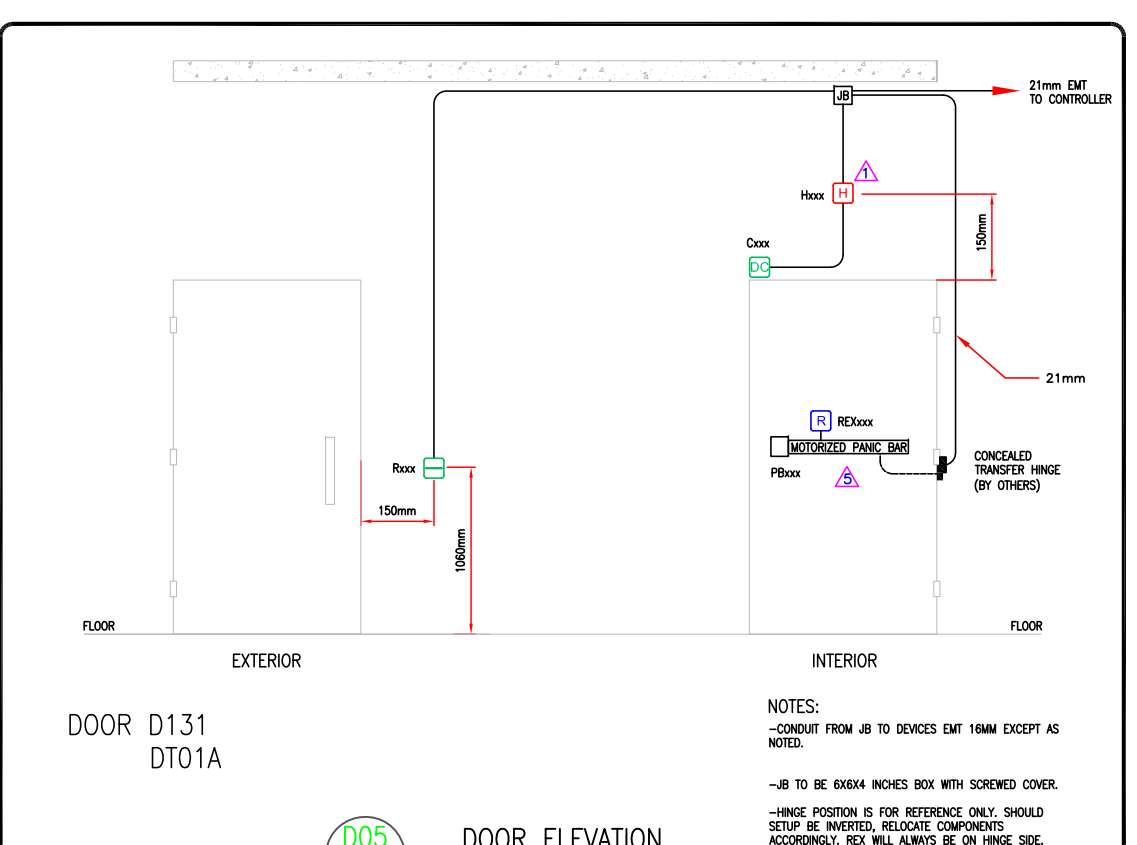 21mm EMT
TO CONTROLLER
JB
1
Hxxx
H
150mm
Cxxx
DC
21mm
R
REXxxx
MOTORIZED PANIC BAR
PBxxx
5
CONCEALED
TRANSFER HINGE
(BY OTHERS)
Rxxx
150mm
1060mm
FLOOR
FLOOR
EXTERIOR
INTERIOR
DOOR D131
DT01A
NOTES:
-CONDUIT FROM JB TO DEVICES EMT 16MM EXCEPT AS
NOTED.
-JB TO BE 6X6X4 INCHES BOX WITH SCREWED COVER.
-HINGE POSITION IS FOR REFERENCE ONLY. SHOULD
SETUP BE INVERTED, RELOCATE COMPONENTS
ACCORDINGLY. REX WILL ALWAYS BE ON HINGE SIDE.
D05
DOOR ELEVATION